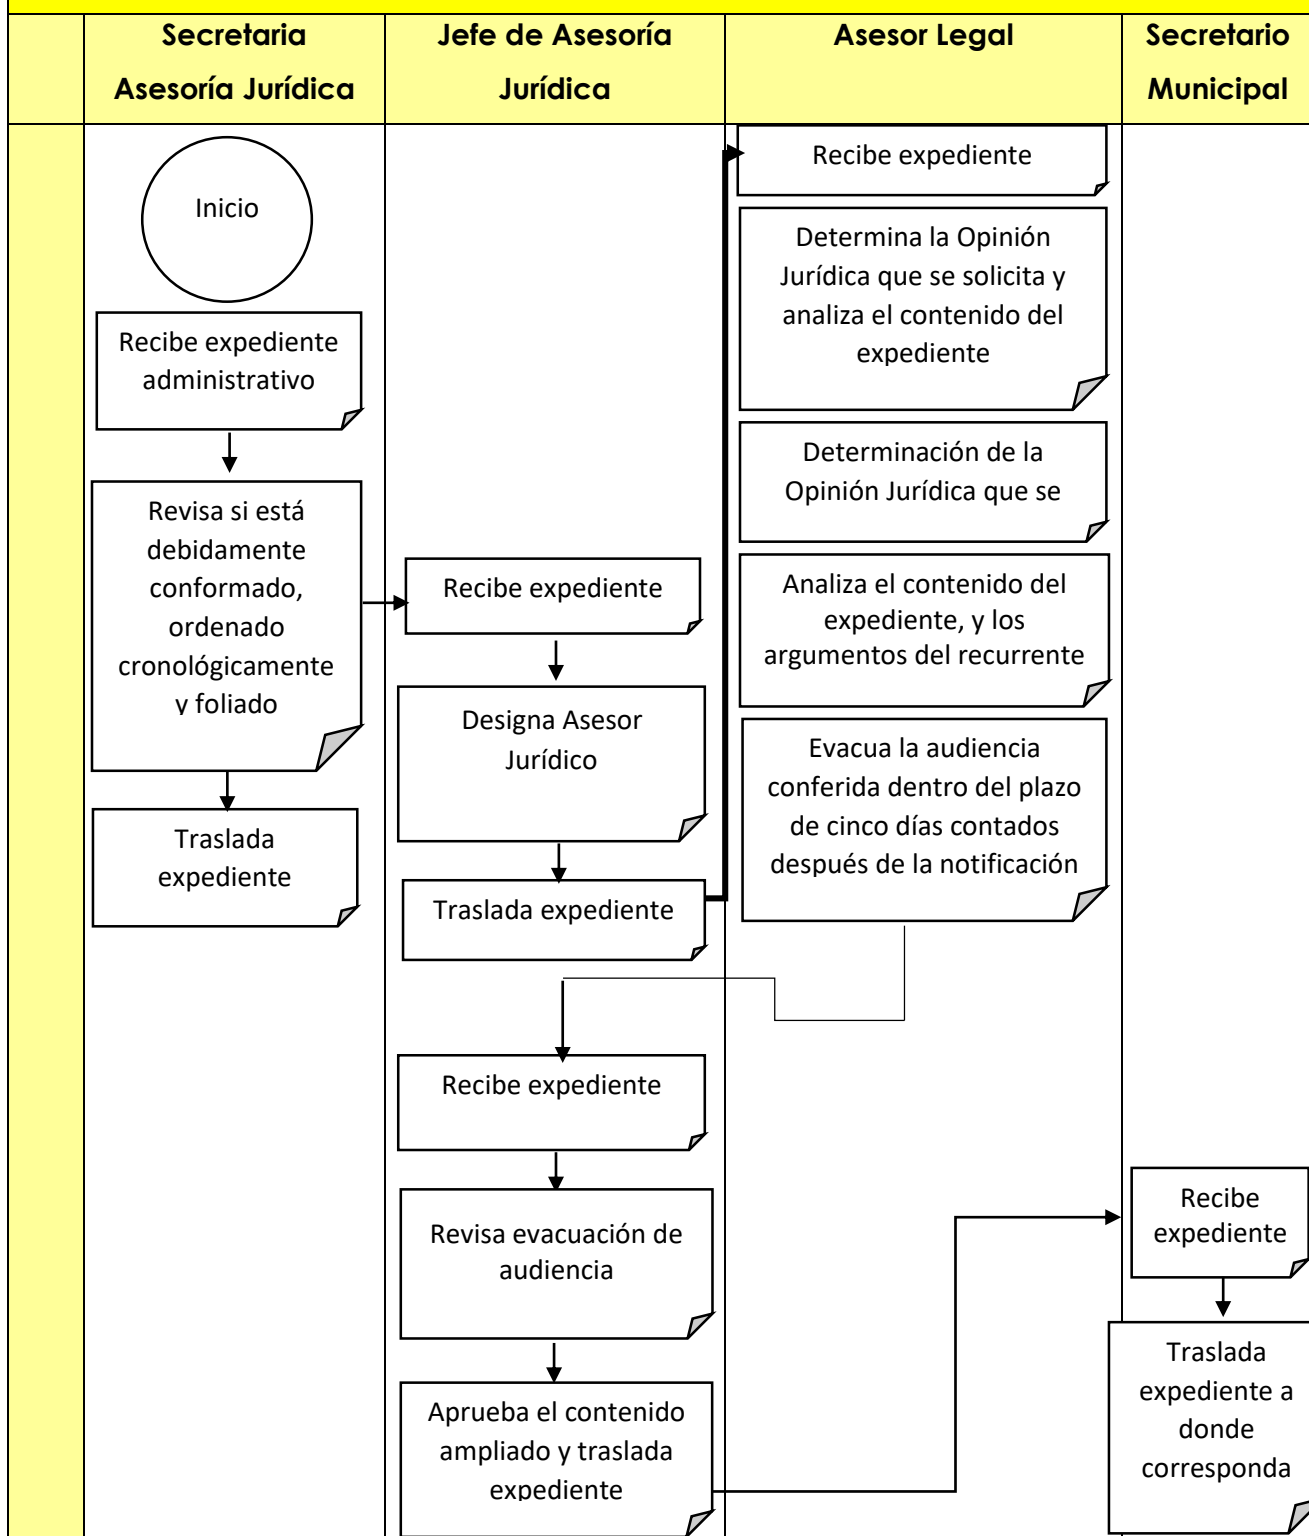 Secretaria
Asesoría Jurídica
Jefe de Asesoría
Jurídica
Asesor Legal
Secretario
Municipal
Inicio
Recibe expediente
administrativo
Revisa si está
debidamente
conformado,
ordenado
cronológicamente
y foliado
Traslada
expediente
Recibe expediente
Designa Asesor
Jurídico
Traslada expediente
Recibe expediente
Determina la Opinión
Jurídica que se solicita y
analiza el contenido del
expediente
Determinación de la
Opinión Jurídica que se
Analiza el contenido del
expediente, y los
argumentos del recurrente
Evacua la audiencia
conferida dentro del plazo
de cinco días contados
después de la notificación
Recibe expediente
Revisa evacuación de
audiencia
Aprueba el contenido
ampliado y traslada
expediente
Recibe
expediente
Traslada
expediente a
donde
corresponda